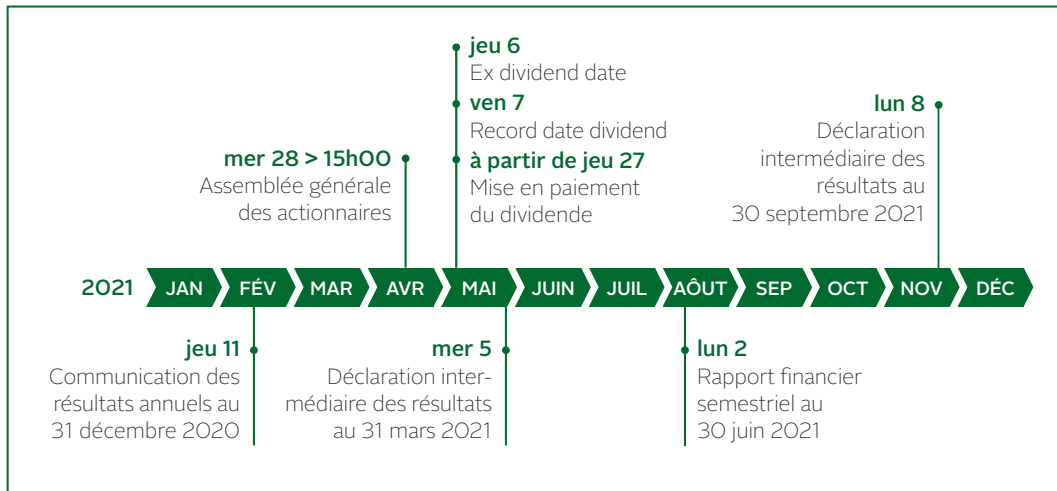 jeu 6
Ex dividend date
ven 7
Record date dividend
à partir de jeu 27
Mise en paiement
du dividende
mer 28 > 15h00
Assemblée générale
des actionnaires
lun 8
Déclaration
intermédiaire des
résultats au
30 septembre 2021
2021 JAN FÉV MAR AVR MAI JUIN JUIL AÔUT SEP OCT NOV DÉC
jeu 11
Communication des
résultats annuels au
31 décembre 2020
mer 5
Déclaration inter-
médiaire des résultats
au 31 mars 2021
lun 2
Rapport financier
semestriel au
30 juin 2021